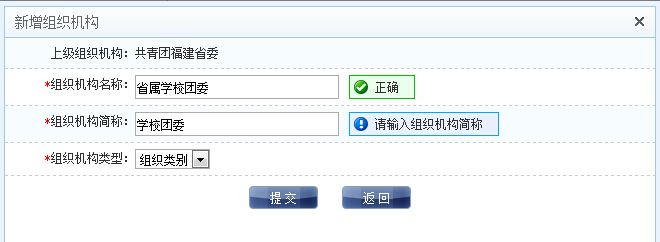 新增组织机构
上级组织机构：共青团福建省委
*组织机构名称：省属学校团委 正确
*组织机构简称：学校团委 请输入组织机构简称
*组织机构类型：组织类别
提交 返回